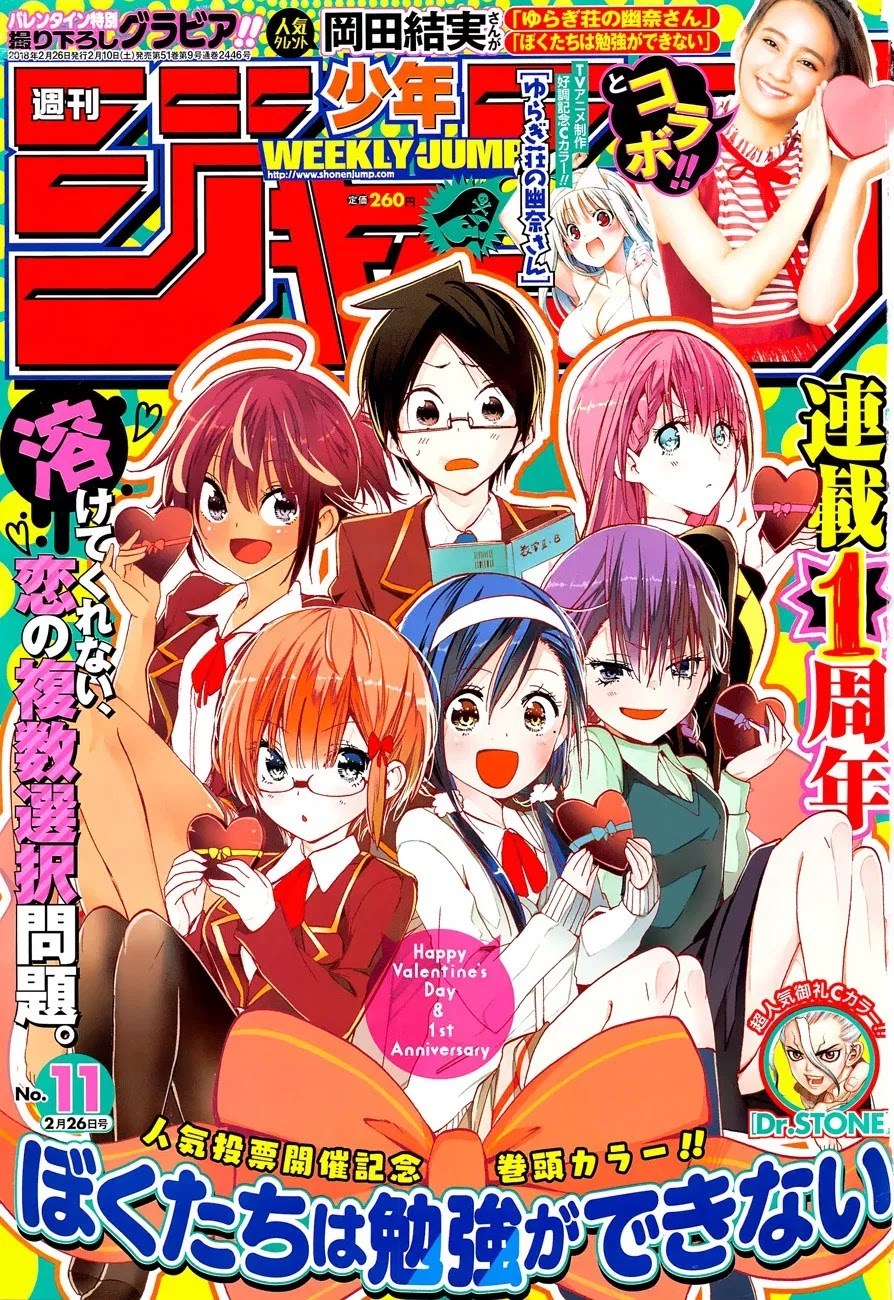 バレンタイン特別
撮り下ろしグラビア!!
人気
タレント
岡田結実さんが
「ゆらぎ荘の幽奈さん」
「ぼくたちは勉強ができない」
とコラボ!!
2018年2月26日発行2月10日(土)発売第51巻第9号通巻2446号
週刊
少年
ジャンプ
WEEKLY JUMP
http://www.shonenjump.com
定価260円
TVアニメ制作
好調記念Cカラー!!
[ゆらぎ荘の幽奈さん]
連載1周年
溶けてくれない、
恋の複数選択問題。
数学Ⅱ・B
Happy
Valentine's
Day
&
1st
Anniversary
超人気御礼Cカラー!!
[Dr.STONE]
No.11
2月26日号
人気投票開催記念 巻頭カラー!!
ぼくたちは勉強ができない